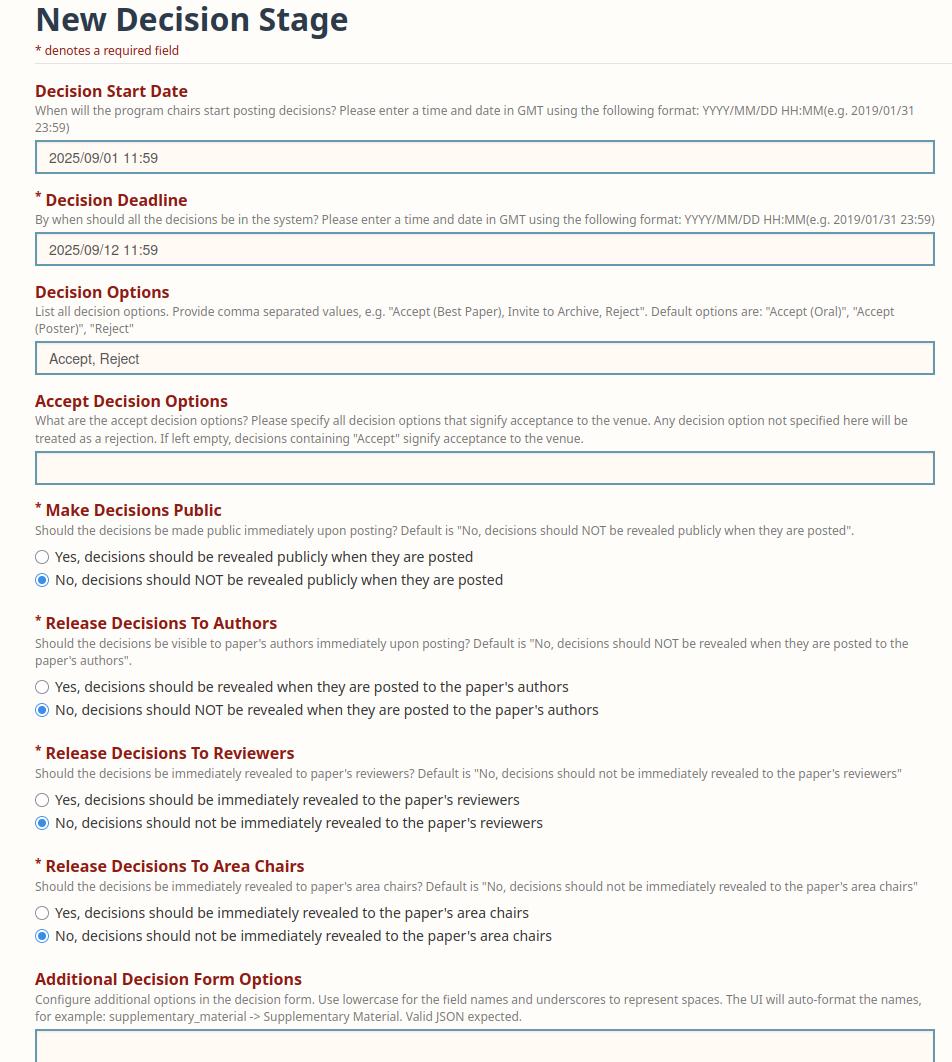 New Decision Stage
* denotes a required field
Decision Start Date
When will the program chairs start posting decisions? Please enter a time and date in GMT using the following format: YYYY/MM/DD HH:MM(e.g. 2019/01/31
23:59)
2025/09/01 11:59
* Decision Deadline
By when should all the decisions be in the system? Please enter a time and date in GMT using the following format: YYYY/MM/DD HH:MM(e.g. 2019/01/31 23:59)
2025/09/12 11:59
Decision Options
List all decision options. Provide comma separated values, e.g. "Accept (Best Paper), Invite to Archive, Reject". Default options are: "Accept (Oral)", "Accept
(Poster)", "Reject"
Accept, Reject
Accept Decision Options
What are the accept decision options? Please specify all decision options that signify acceptance to the venue. Any decision option not specified here will be
treated as a rejection. If left empty, decisions containing "Accept" signify acceptance to the venue.
* Make Decisions Public
Should the decisions be made public immediately upon posting? Default is "No, decisions should NOT be revealed publicly when they are posted".
Yes, decisions should be revealed publicly when they are posted
No, decisions should NOT be revealed publicly when they are posted
* Release Decisions To Authors
Should the decisions be visible to paper's authors immediately upon posting? Default is "No, decisions should NOT be revealed when they are posted to the
paper's authors".
Yes, decisions should be revealed when they are posted to the paper's authors
No, decisions should NOT be revealed when they are posted to the paper's authors
* Release Decisions To Reviewers
Should the decisions be immediately revealed to paper's reviewers? Default is "No, decisions should not be immediately revealed to the paper's reviewers"
Yes, decisions should be immediately revealed to the paper's reviewers
No, decisions should not be immediately revealed to the paper's reviewers
* Release Decisions To Area Chairs
Should the decisions be immediately revealed to paper's area chairs? Default is "No, decisions should not be immediately revealed to the paper's area chairs"
Yes, decisions should be immediately revealed to the paper's area chairs
No, decisions should not be immediately revealed to the paper's area chairs
Additional Decision Form Options
Configure additional options in the decision form. Use lowercase for the field names and underscores to represent spaces. The UI will auto-format the names,
for example: supplementary_material -> Supplementary Material. Valid JSON expected.